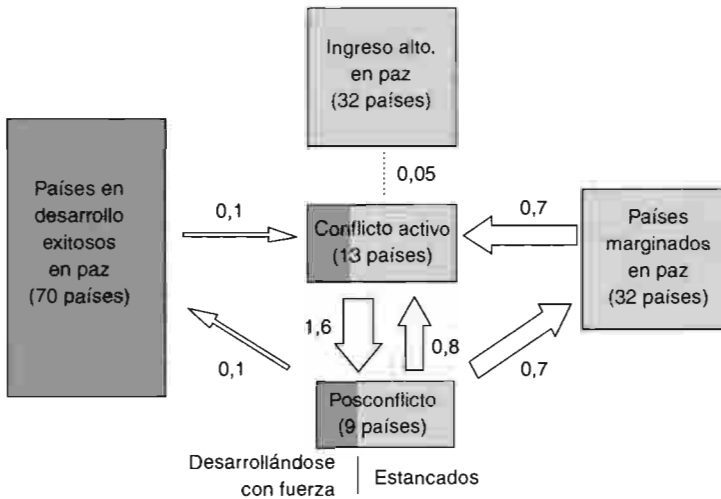 Ingreso alto.
en paz
(32 países)
0,05
Países en
desarrollo
exitosos
en paz
(70 países)
0,1
Conflicto activo
(13 países)
0,7
Países
marginados
en paz
(32 países)
1,6
0,8
0,1
0,7
Posconflicto
(9 países)
Desarrollándose
con fuerza
Estancados